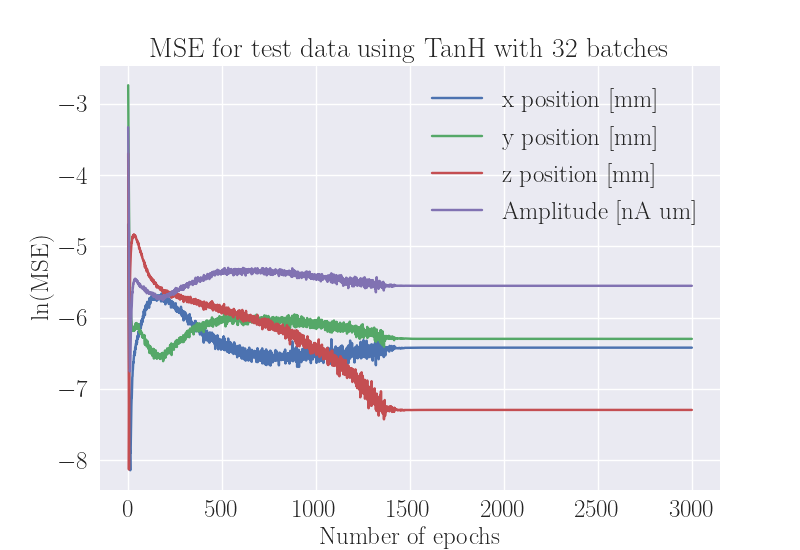 MSE for test data using TanH with 32 batches
x position [mm]
y position [mm]
z position [mm]
Amplitude [nA um]
ln(MSE)
−3
−4
−5
−6
−7
−8
0 500 1000 1500 2000 2500 3000
Number of epochs